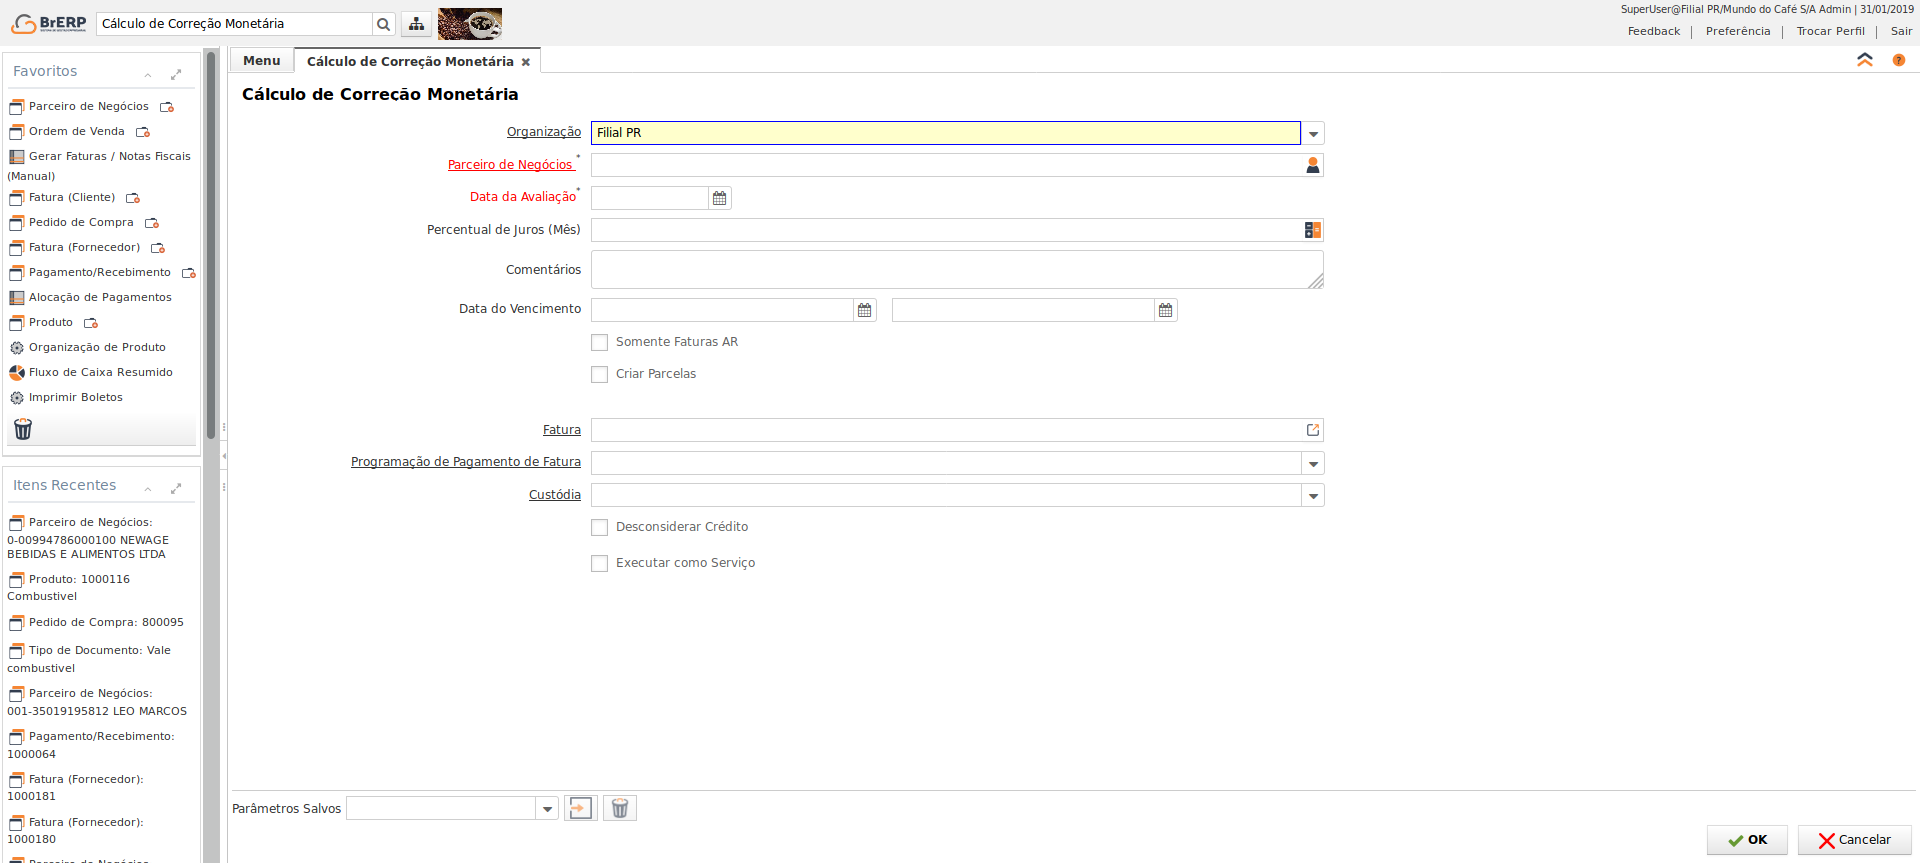 BrERP
Cálculo de Correção Monetária
SuperUser@Filial PR/Mundo do Café S/A Admin | 31/01/2019
Feedback | Preferência | Trocar Perfil | Sair
Favoritos
Parceiro de Negócios
Ordem de Venda
Gerar Faturas / Notas Fiscais
(Manual)
Fatura (Cliente)
Pedido de Compra
Fatura (Fornecedor)
Pagamento/Recebimento
Alocação de Pagamentos
Produto
Organização de Produto
Fluxo de Caixa Resumido
Imprimir Boletos
Itens Recentes
Parceiro de Negócios:
0-00994786000100 NEWAGE
BEBIDAS E ALIMENTOS LTDA
Produto: 1000116
Combustivel
Pedido de Compra: 800095
Tipo de Documento: Vale
combustivel
Parceiro de Negócios:
001-35019195812 LEO MARCOS
Pagamento/Recebimento:
1000064
Fatura (Fornecedor):
1000181
Fatura (Fornecedor):
1000180
Parceiro de Negócios
Menu
Cálculo de Correção Monetária
Cálculo de Correção Monetária
Organização Filial PR
Parceiro de Negócios *
Data da Avaliação *
Percentual de Juros (Mês)
Comentários
Data do Vencimento
Somente Faturas AR
Criar Parcelas
Fatura
Programação de Pagamento de Fatura
Custódia
Desconsiderar Crédito
Executar como Serviço
Parâmetros Salvos
OK
Cancelar